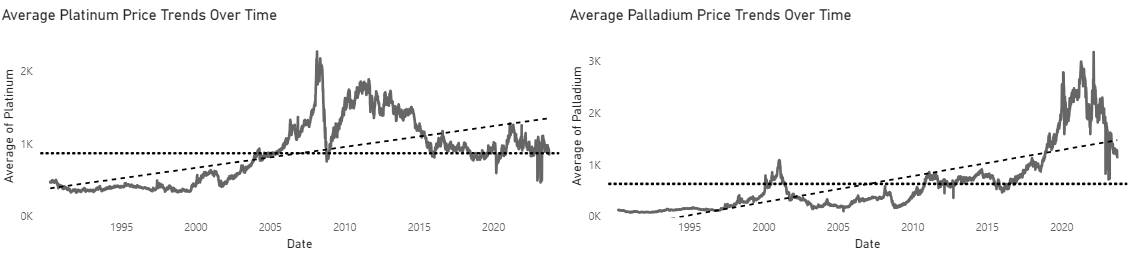 Average Platinum Price Trends Over Time
Average of Platinum
2K
1K
0K
1995 2000 2005 2010 2015 2020
Date
Average Palladium Price Trends Over Time
Average of Palladium
3K
2K
1K
0K
1995 2000 2005 2010 2015 2020
Date